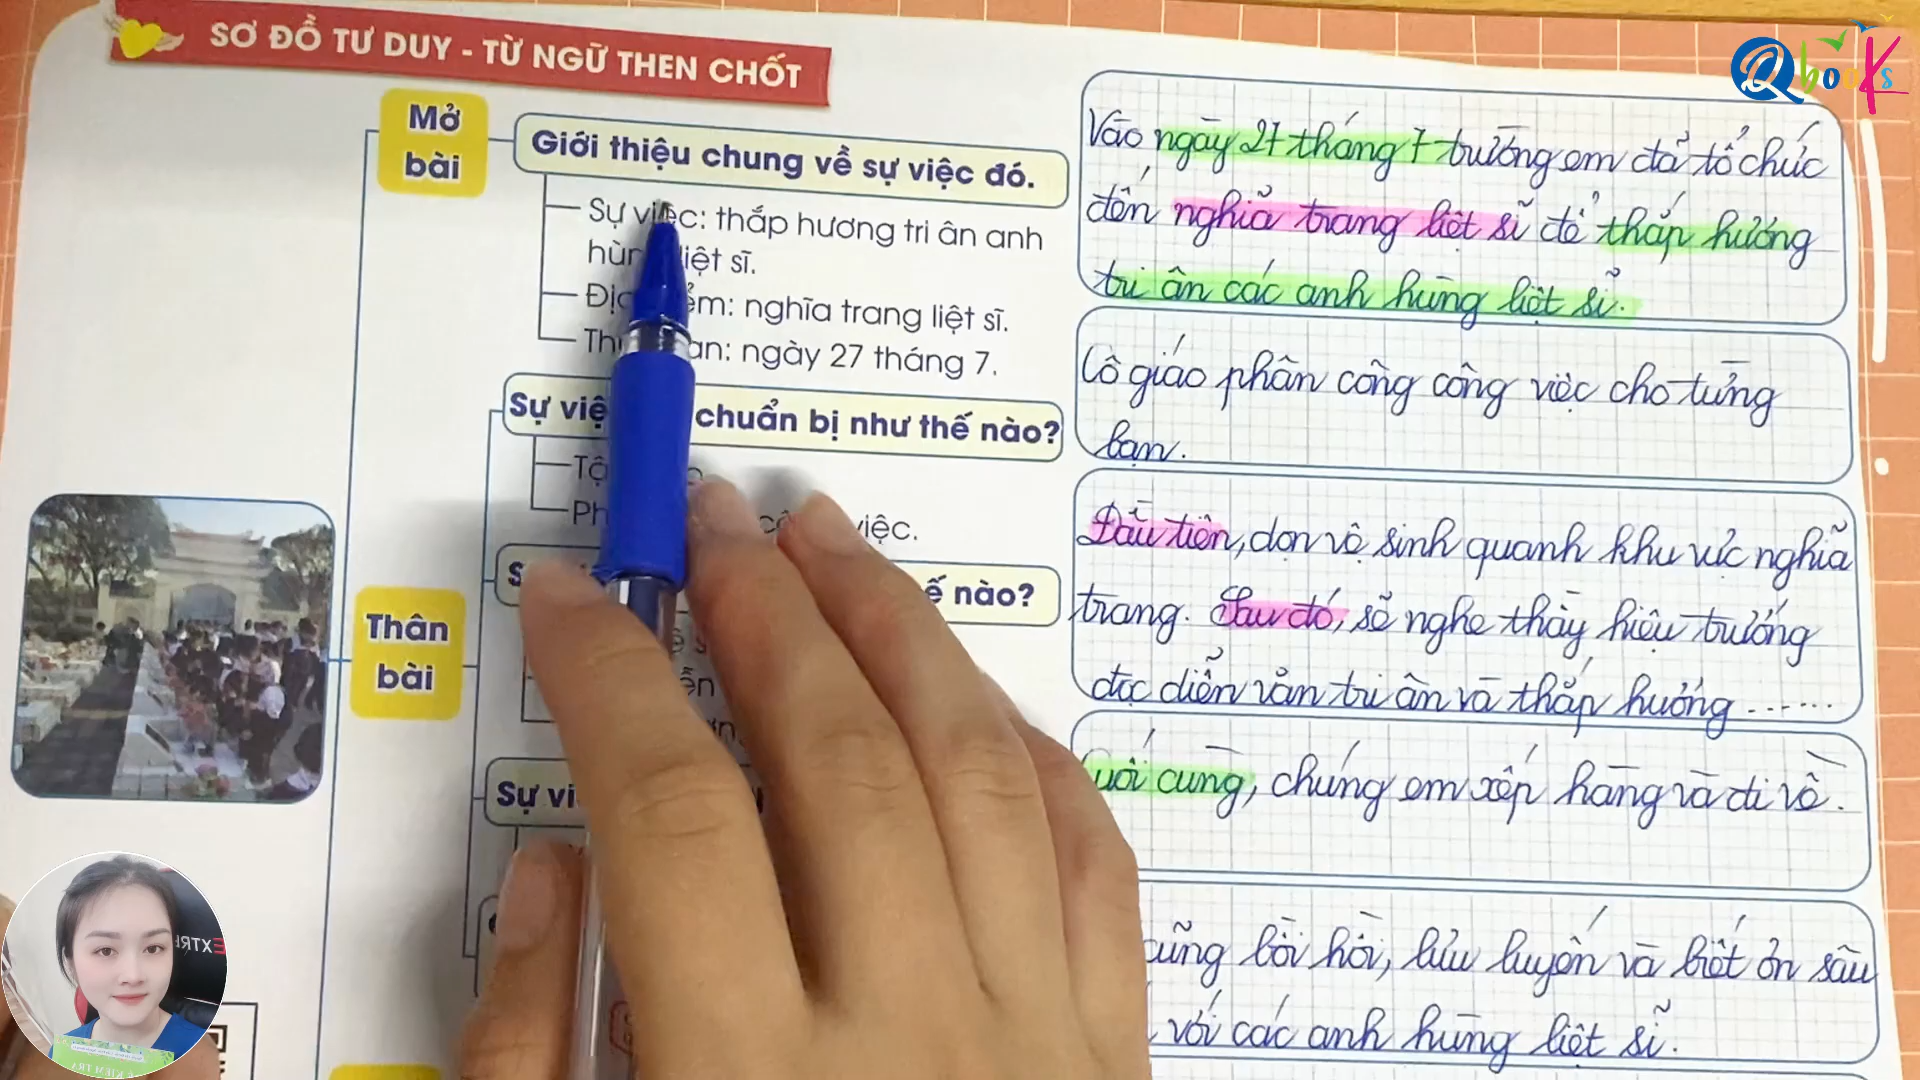 SƠ ĐỒ TƯ DUY - TỪ NGỮ THEN CHỐT
Mở
bài
Giới thiệu chung về sự việc đó.
Sự việc: thắp hương tri ân anh
liệt sĩ.
nghĩa trang liệt sĩ.
ngày 27 tháng 7.
Sự chuẩn bị như thế nào?
việc.
nào?
Thân
bài
Sự
Vào ngày 27 tháng 7 trường em đã tổ chức
đến nghĩa trang liệt sĩ để thắp hương
tri ân các anh hùng liệt sĩ.
Cô giáo phân công công việc cho từng
bạn.
Đầu tiên, dọn vệ sinh quanh khu vực nghĩa
trang. Sau đó, sẽ nghe thầy hiệu trưởng
đọc diễn văn tri ân và thắp hương......
cùng, chúng em xếp hàng và đi về.
cũng bồi hồi, lưu luyến và biết ơn sâu
với các anh hùng liệt sĩ.
Qbooks